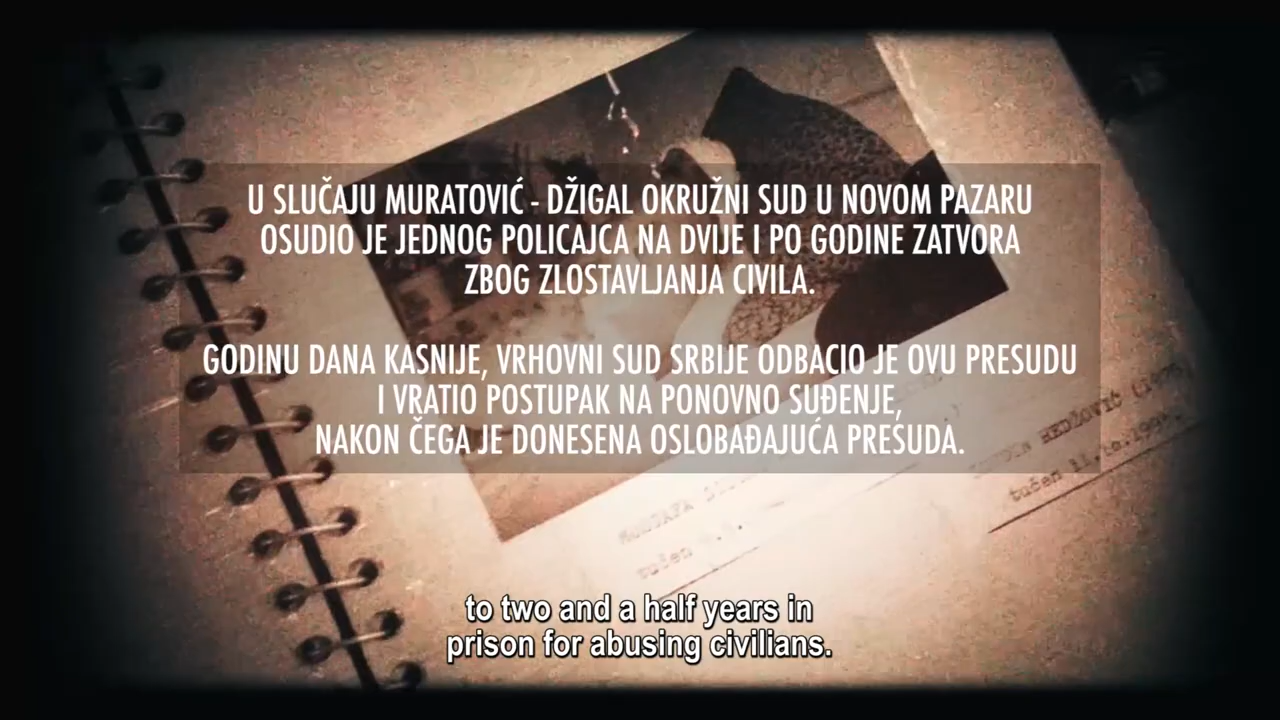 U SLUČAJU MURATOVIĆ - DŽIGAL OKRUŽNI SUD U NOVOM PAZARU
OSUDIO JE JEDNOG POLICAJCA NA DVIJE I PO GODINE ZATVORA
ZBOG ZLOSTAVLJANJA CIVILA.
GODINU DANA KASNIJE, VRHOVNI SUD SRBIJE ODBACIO JE OVU PRESUDU
I VRATIO POSTUPAK NA PONOVNO SUĐENJE,
NAKON ČEGA JE DONESENA OSLOBAĐAJUĆA PRESUDA.
tučen
tučen
to two and a half years in
prison for abusing civilians.